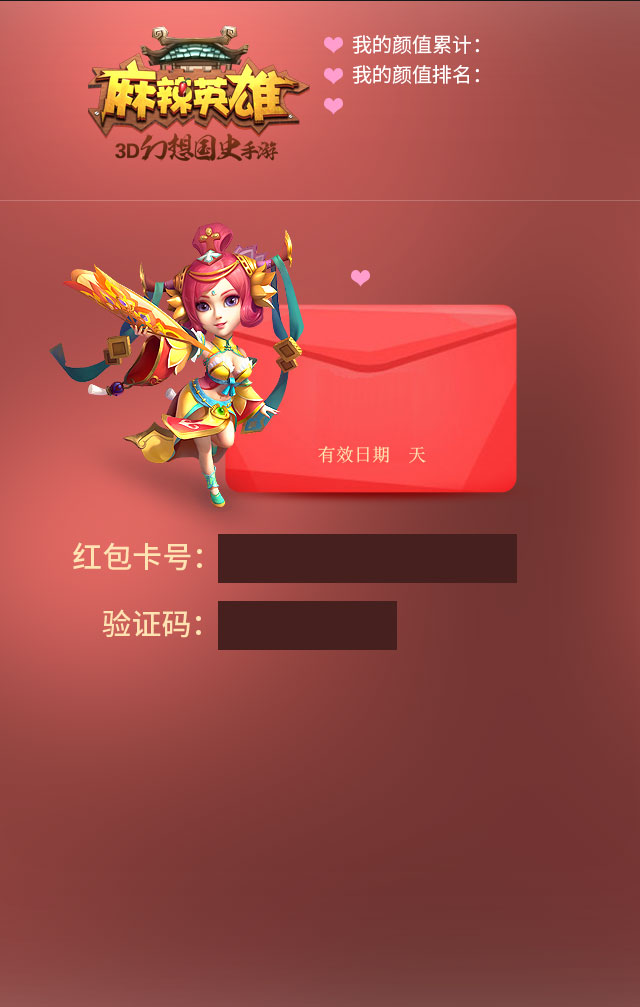 麻辣英雄
3D幻想国史手游
我的颜值累计：
我的颜值排名：
有效日期 天
红包卡号：
验证码：